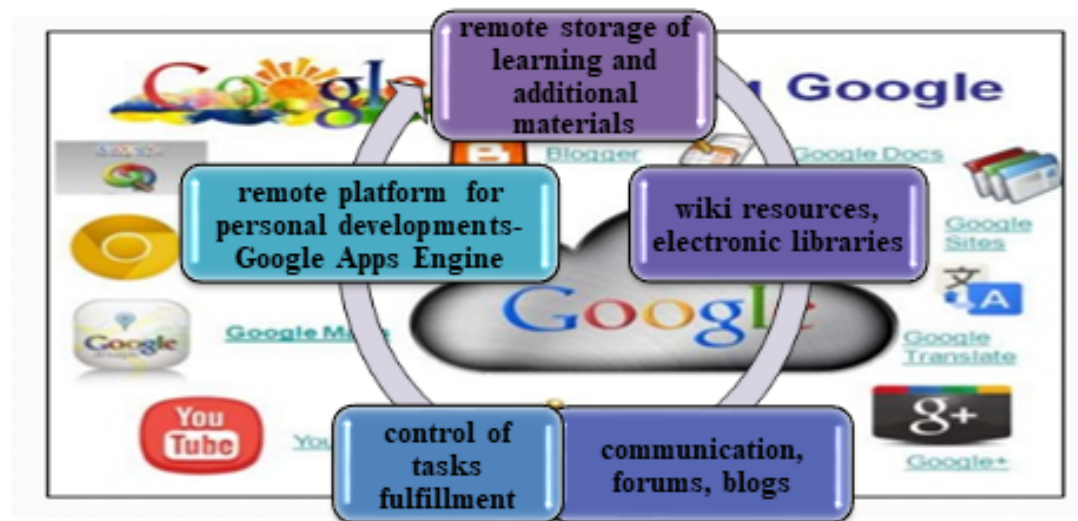 remote storage of
learning and
additional
materials
Google
Google
Blogger
Google Docs
remote platform for
personal developments-
Google Apps Engine
wiki resources,
electronic libraries
Google
Sites
Google
Google
Google
Translate
A
You
Tube
g+
Google+
control of
tasks
fulfillment
communication,
forums, blogs